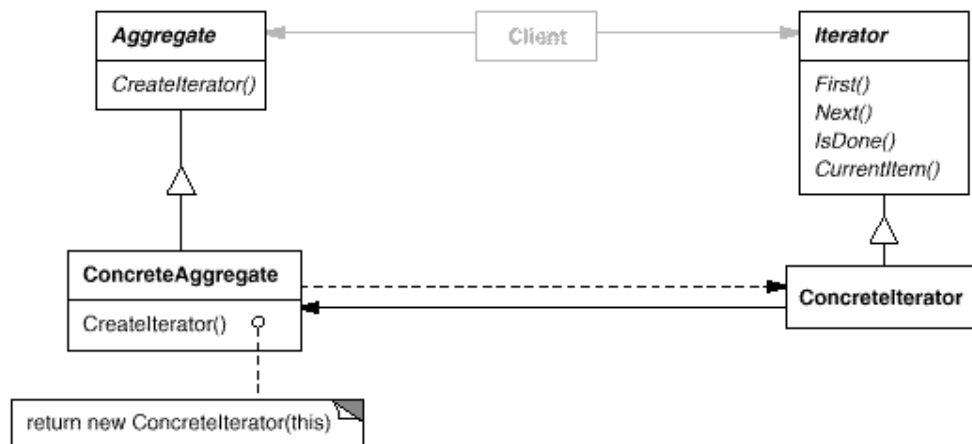 Aggregate
CreateIterator()
Client
Iterator
First()
Next()
IsDone()
CurrentItem()
ConcreteAggregate
CreateIterator()
ConcreteIterator
return new ConcreteIterator(this)